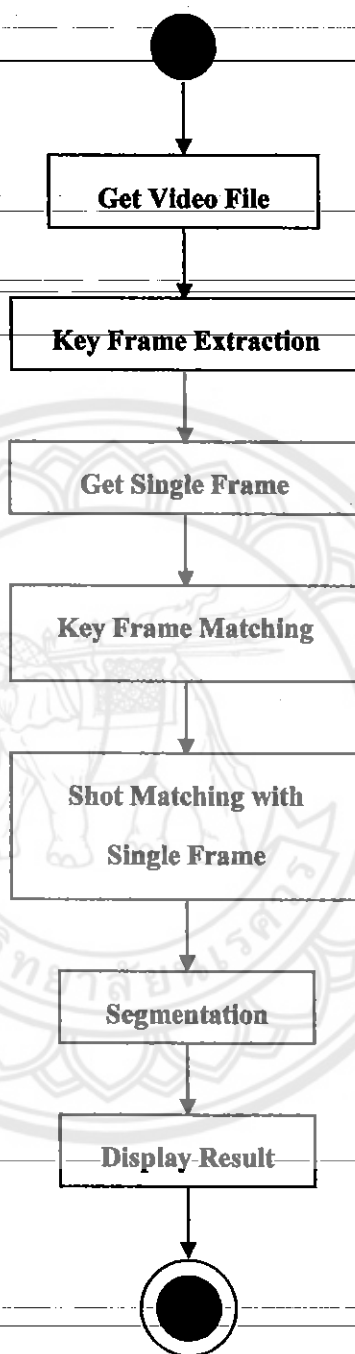 Get Video File
Key Frame Extraction
Get Single Frame
Key Frame Matching
Shot Matching with
Single Frame
Segmentation
Display Result